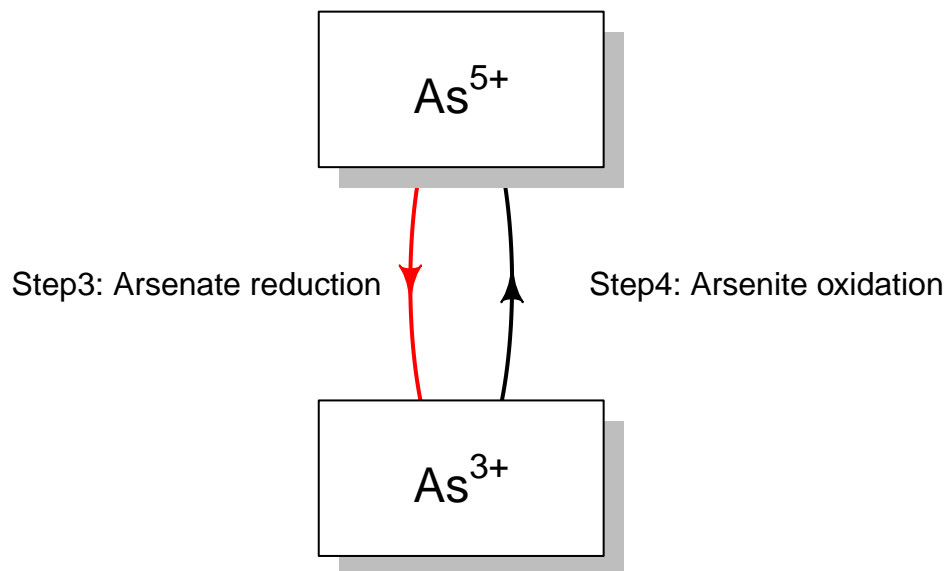 As⁵⁺
Step3: Arsenate reduction
Step4: Arsenite oxidation
As³⁺